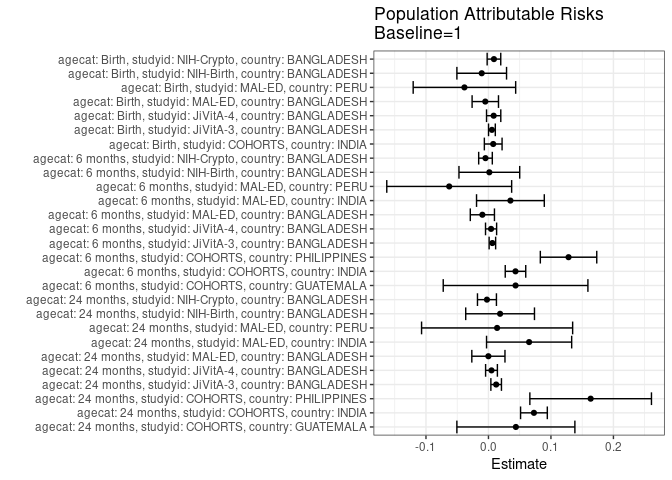 Population Attributable Risks
Baseline=1
agecat: Birth, studyid: NIH-Crypto, country: BANGLADESH
agecat: Birth, studyid: NIH-Birth, country: BANGLADESH
agecat: Birth, studyid: MAL-ED, country: PERU
agecat: Birth, studyid: MAL-ED, country: BANGLADESH
agecat: Birth, studyid: JiVitA-4, country: BANGLADESH
agecat: Birth, studyid: JiVitA-3, country: BANGLADESH
agecat: Birth, studyid: COHORTS, country: INDIA
agecat: 6 months, studyid: NIH-Crypto, country: BANGLADESH
agecat: 6 months, studyid: NIH-Birth, country: BANGLADESH
agecat: 6 months, studyid: MAL-ED, country: PERU
agecat: 6 months, studyid: MAL-ED, country: INDIA
agecat: 6 months, studyid: MAL-ED, country: BANGLADESH
agecat: 6 months, studyid: JiVitA-4, country: BANGLADESH
agecat: 6 months, studyid: JiVitA-3, country: BANGLADESH
agecat: 6 months, studyid: COHORTS, country: PHILIPPINES
agecat: 6 months, studyid: COHORTS, country: INDIA
agecat: 6 months, studyid: COHORTS, country: GUATEMALA
agecat: 24 months, studyid: NIH-Crypto, country: BANGLADESH
agecat: 24 months, studyid: NIH-Birth, country: BANGLADESH
agecat: 24 months, studyid: MAL-ED, country: PERU
agecat: 24 months, studyid: MAL-ED, country: INDIA
agecat: 24 months, studyid: MAL-ED, country: BANGLADESH
agecat: 24 months, studyid: JiVitA-4, country: BANGLADESH
agecat: 24 months, studyid: JiVitA-3, country: BANGLADESH
agecat: 24 months, studyid: COHORTS, country: PHILIPPINES
agecat: 24 months, studyid: COHORTS, country: INDIA
agecat: 24 months, studyid: COHORTS, country: GUATEMALA
-0.1 0.0 0.1 0.2
Estimate